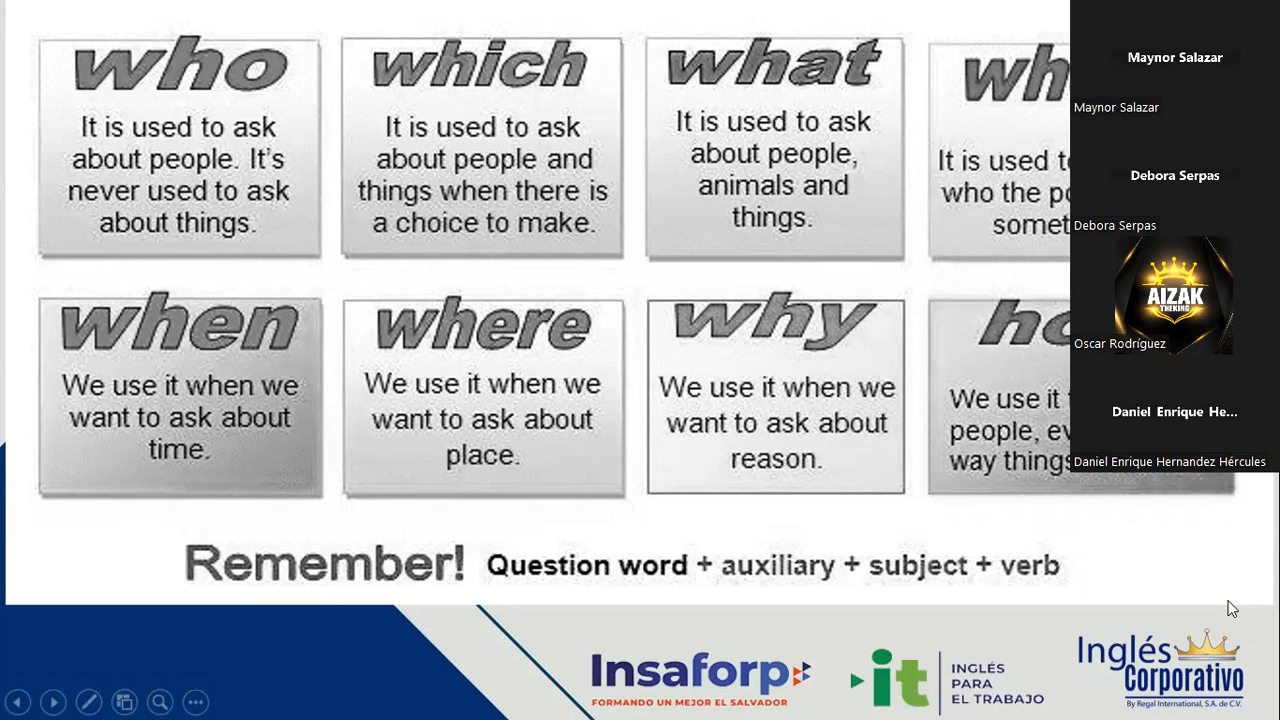 who
It is used to ask
about people. It's
never used to ask
about things.
which
It is used to ask
about people and
things when there is
a choice to make.
what
It is used to ask
about people,
animals and
things.
It is used
who the
when
We use it when we
want to ask about
time.
where
We use it when we
want to ask about
place.
why
We use it when we
want to ask about
reason.
We use it
people,
way things
Remember! Question word + auxiliary + subject + verb
Insaforp
FORMANDO UN MEJOR EL SALVADOR
it
INGLÉS
PARA
EL TRABAJO
Inglés
Corporativo
By Regal International, S.A. de C.V.
Maynor Salazar
Maynor Salazar
Debora Serpas
Debora Serpas
AIZAK
THEKING
Oscar Rodríguez
Daniel Enrique He...
Daniel Enrique Hernandez Hércules